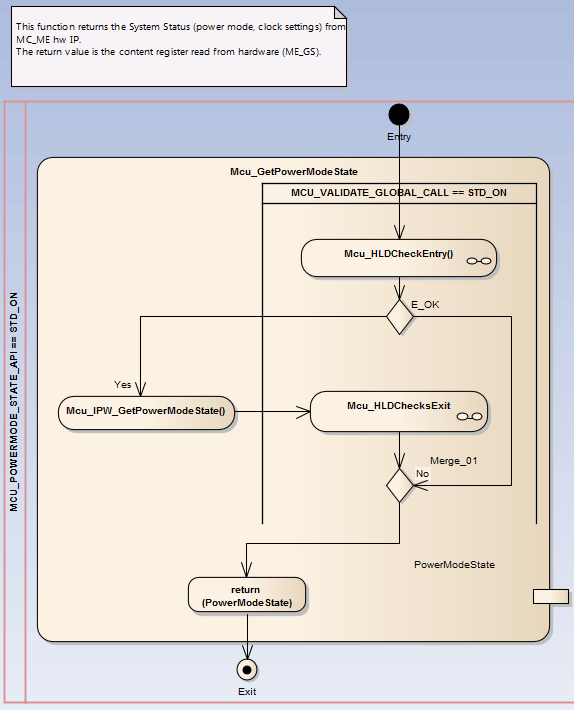 This function returns the System Status (power mode, clock settings) from
MC_ME hw IP.
The return value is the content register read from hardware (ME_GS).
MCU_POWERMODE_STATE_API == STD_ON
Entry
Mcu_GetPowerModeState
MCU_VALIDATE_GLOBAL_CALL == STD_ON
Mcu_HLDCheckEntry()
E_OK
Yes
Mcu_IPW_GetPowerModeState()
Mcu_HLDChecksExit
Merge_01
No
PowerModeState
return
(PowerModeState)
Exit